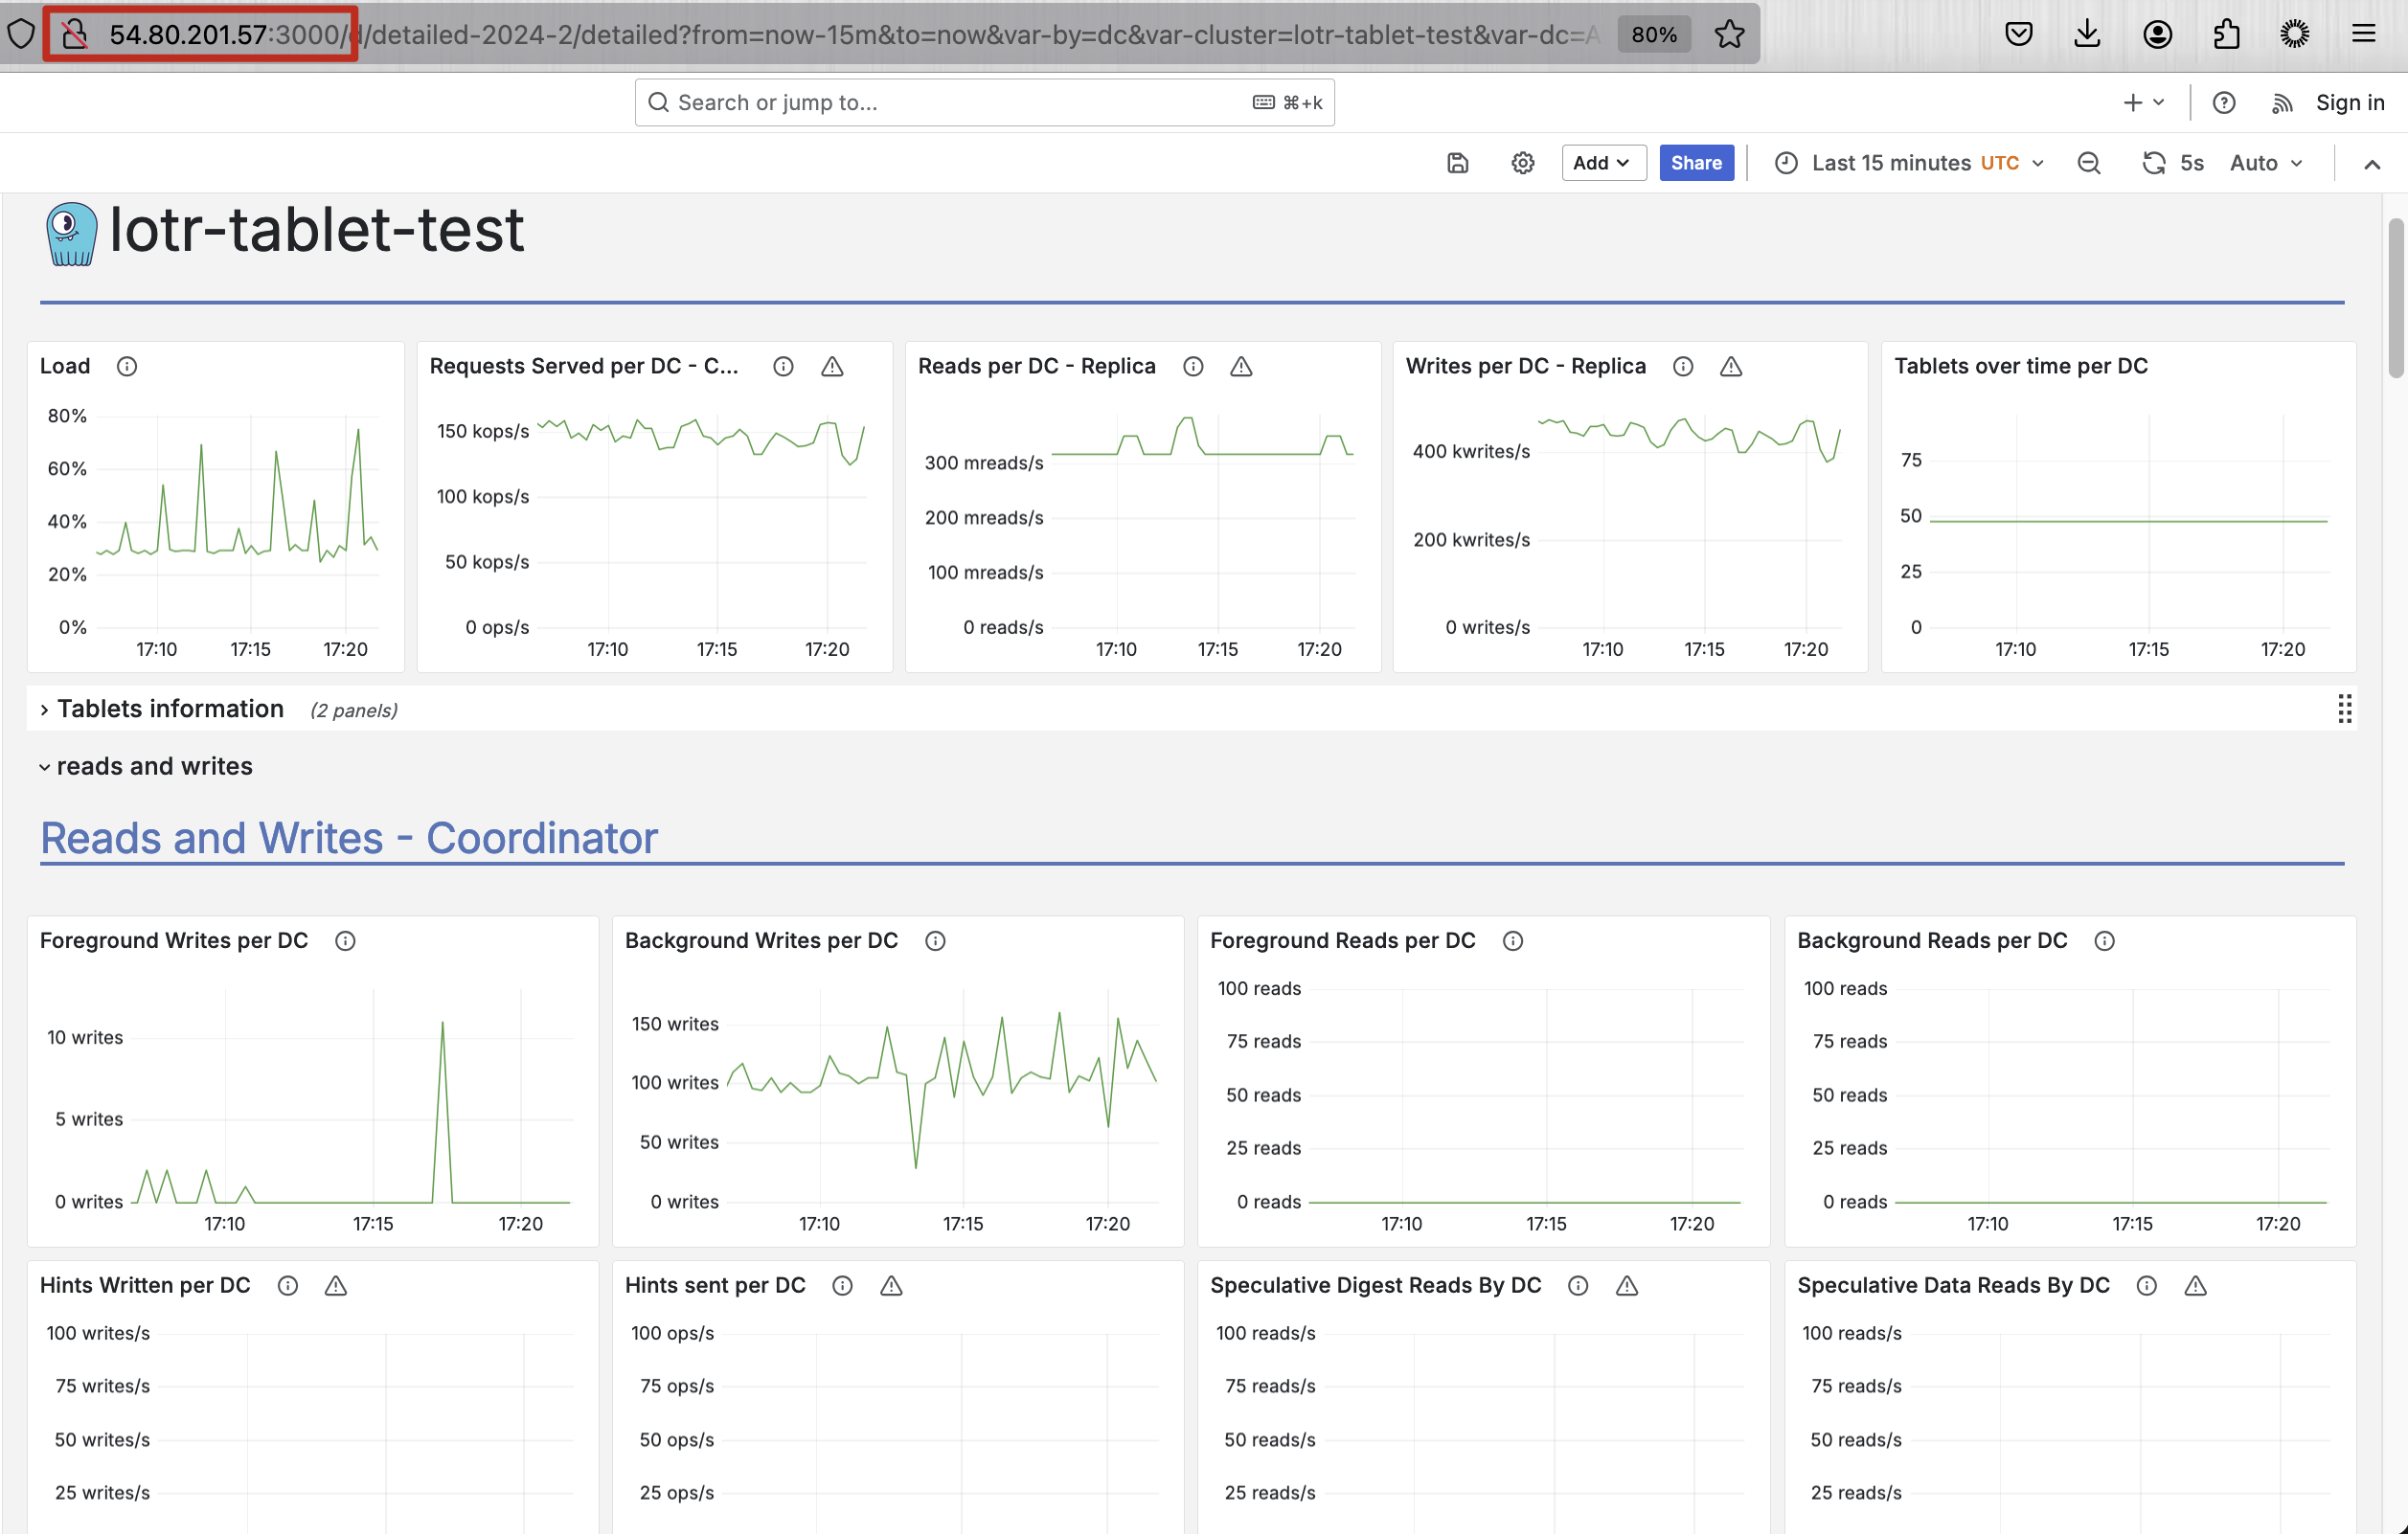 54.80.201.57:3000/d/detailed-2024-2/detailed?from=now-15m&to=now&var-by=dc&var-cluster=lotr-tablet-test&var-dc=A 80%
Search or jump to... ⌘+k Sign in
Add Share Last 15 minutes UTC 5s Auto
lotr-tablet-test
Load
80%
60%
40%
20%
0%
17:10 17:15 17:20
Requests Served per DC - C...
150 kops/s
100 kops/s
50 kops/s
0 ops/s
17:10 17:15 17:20
Reads per DC - Replica
300 mreads/s
200 mreads/s
100 mreads/s
0 reads/s
17:10 17:15 17:20
Writes per DC - Replica
400 kwrites/s
200 kwrites/s
0 writes/s
17:10 17:15 17:20
Tablets over time per DC
75
50
25
0
17:10 17:15 17:20
Tablets information (2 panels)
reads and writes
Reads and Writes - Coordinator
Foreground Writes per DC
10 writes
5 writes
0 writes
17:10 17:15 17:20
Background Writes per DC
150 writes
100 writes
50 writes
0 writes
17:10 17:15 17:20
Foreground Reads per DC
100 reads
75 reads
50 reads
25 reads
0 reads
17:10 17:15 17:20
Background Reads per DC
100 reads
75 reads
50 reads
25 reads
0 reads
17:10 17:15 17:20
Hints Written per DC
100 writes/s
75 writes/s
50 writes/s
25 writes/s
Hints sent per DC
100 ops/s
75 ops/s
50 ops/s
25 ops/s
Speculative Digest Reads By DC
100 reads/s
75 reads/s
50 reads/s
25 reads/s
Speculative Data Reads By DC
100 reads/s
75 reads/s
50 reads/s
25 reads/s